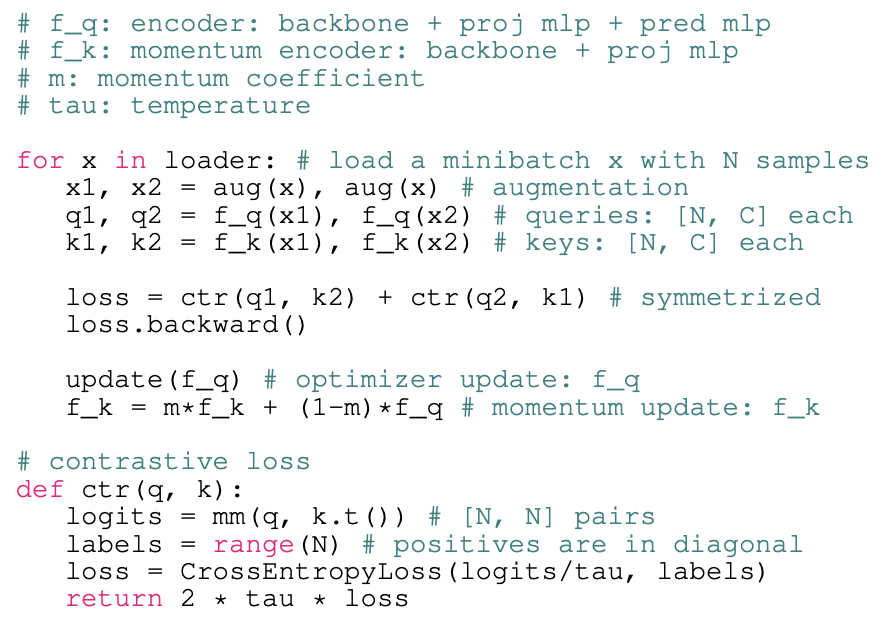 # f_q: encoder: backbone + proj mlp + pred mlp
# f_k: momentum encoder: backbone + proj mlp
# m: momentum coefficient
# tau: temperature

for x in loader: # load a minibatch x with N samples
   x1, x2 = aug(x), aug(x) # augmentation
   q1, q2 = f_q(x1), f_q(x2) # queries: [N, C] each
   k1, k2 = f_k(x1), f_k(x2) # keys: [N, C] each

   loss = ctr(q1, k2) + ctr(q2, k1) # symmetrized
   loss.backward()

   update(f_q) # optimizer update: f_q
   f_k = m*f_k + (1-m)*f_q # momentum update: f_k

# contrastive loss
def ctr(q, k):
   logits = mm(q, k.t()) # [N, N] pairs
   labels = range(N) # positives are in diagonal
   loss = CrossEntropyLoss(logits/tau, labels)
   return 2 * tau * loss